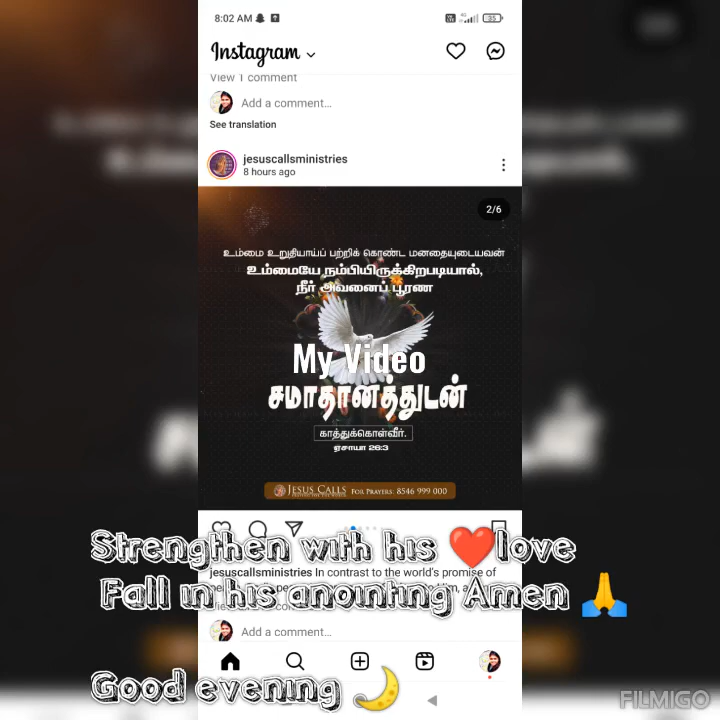 8:02 AM
4G
35
Instagram
View 1 comment
Add a comment...
See translation
jesuscallsministries
8 hours ago
2/6
உம்மை உறுதியாய்ப் பற்றிக் கொண்ட மனதையுடையவன்
உம்மையே நம்பியிருக்கிறபடியால்,
நீர் அவனைப் பூரண
My Video
சமாதானத்துடன்
காத்துக்கொள்வீர்.
ஏசாயா 26:3
JESUS CALLS FOR PRAYERS: 8546 999 000
Strengthen with his ❤️love
jesuscallsministries In contrast to the world's promise of
Fall in his anointing Amen 🙏
Add a comment...
Good evening 🌙
FILMIGO